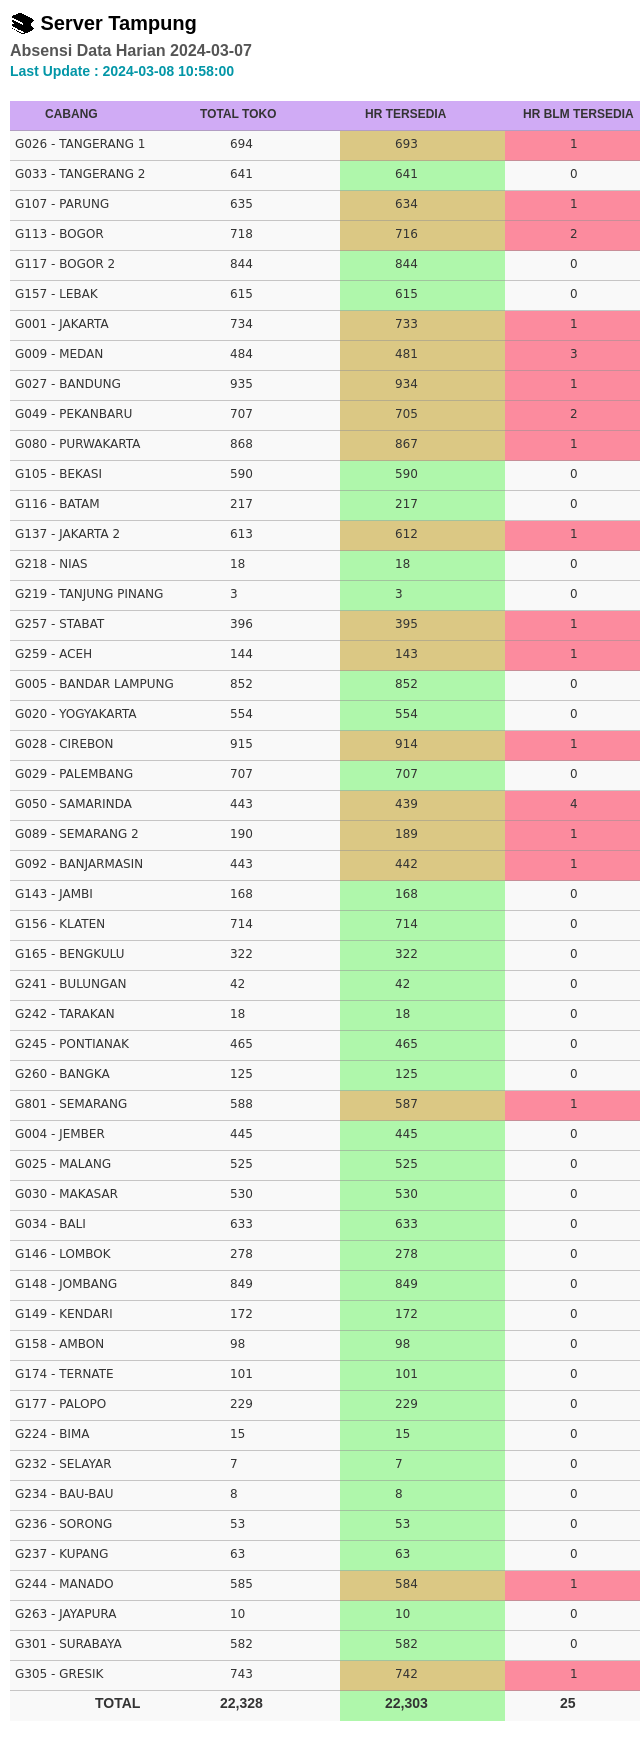 Server Tampung
Absensi Data Harian 2024-03-07
Last Update : 2024-03-08 10:58:00
CABANG TOTAL TOKO HR TERSEDIA HR BLM TERSEDIA
G026 - TANGERANG 1 694 693 1
G033 - TANGERANG 2 641 641 0
G107 - PARUNG 635 634 1
G113 - BOGOR 718 716 2
G117 - BOGOR 2 844 844 0
G157 - LEBAK 615 615 0
G001 - JAKARTA 734 733 1
G009 - MEDAN 484 481 3
G027 - BANDUNG 935 934 1
G049 - PEKANBARU 707 705 2
G080 - PURWAKARTA 868 867 1
G105 - BEKASI 590 590 0
G116 - BATAM 217 217 0
G137 - JAKARTA 2 613 612 1
G218 - NIAS 18 18 0
G219 - TANJUNG PINANG 3 3 0
G257 - STABAT 396 395 1
G259 - ACEH 144 143 1
G005 - BANDAR LAMPUNG 852 852 0
G020 - YOGYAKARTA 554 554 0
G028 - CIREBON 915 914 1
G029 - PALEMBANG 707 707 0
G050 - SAMARINDA 443 439 4
G089 - SEMARANG 2 190 189 1
G092 - BANJARMASIN 443 442 1
G143 - JAMBI 168 168 0
G156 - KLATEN 714 714 0
G165 - BENGKULU 322 322 0
G241 - BULUNGAN 42 42 0
G242 - TARAKAN 18 18 0
G245 - PONTIANAK 465 465 0
G260 - BANGKA 125 125 0
G801 - SEMARANG 588 587 1
G004 - JEMBER 445 445 0
G025 - MALANG 525 525 0
G030 - MAKASAR 530 530 0
G034 - BALI 633 633 0
G146 - LOMBOK 278 278 0
G148 - JOMBANG 849 849 0
G149 - KENDARI 172 172 0
G158 - AMBON 98 98 0
G174 - TERNATE 101 101 0
G177 - PALOPO 229 229 0
G224 - BIMA 15 15 0
G232 - SELAYAR 7 7 0
G234 - BAU-BAU 8 8 0
G236 - SORONG 53 53 0
G237 - KUPANG 63 63 0
G244 - MANADO 585 584 1
G263 - JAYAPURA 10 10 0
G301 - SURABAYA 582 582 0
G305 - GRESIK 743 742 1
TOTAL 22,328 22,303 25